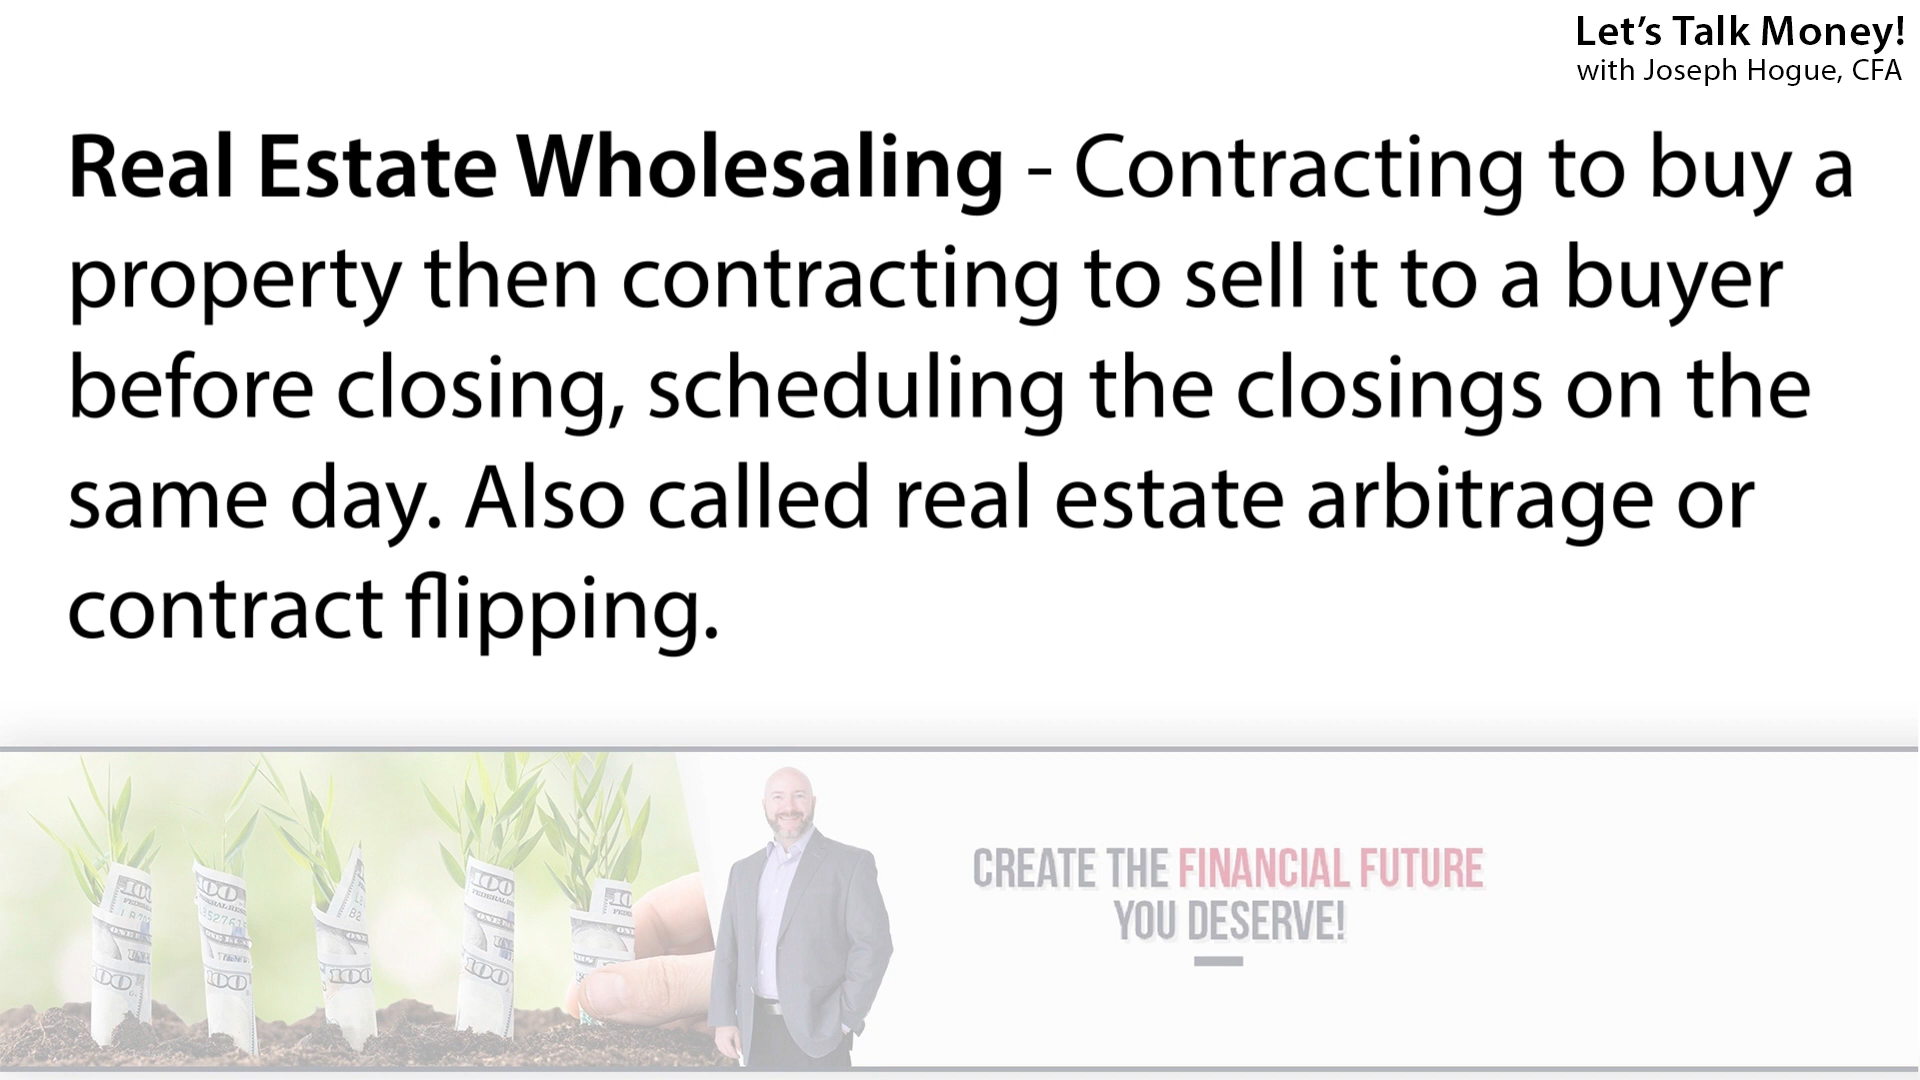 Let’s Talk Money!
with Joseph Hogue, CFA
Real Estate Wholesaling - Contracting to buy a
property then contracting to sell it to a buyer
before closing, scheduling the closings on the
same day. Also called real estate arbitrage or
contract flipping.
CREATE THE FINANCIAL FUTURE
YOU DESERVE!